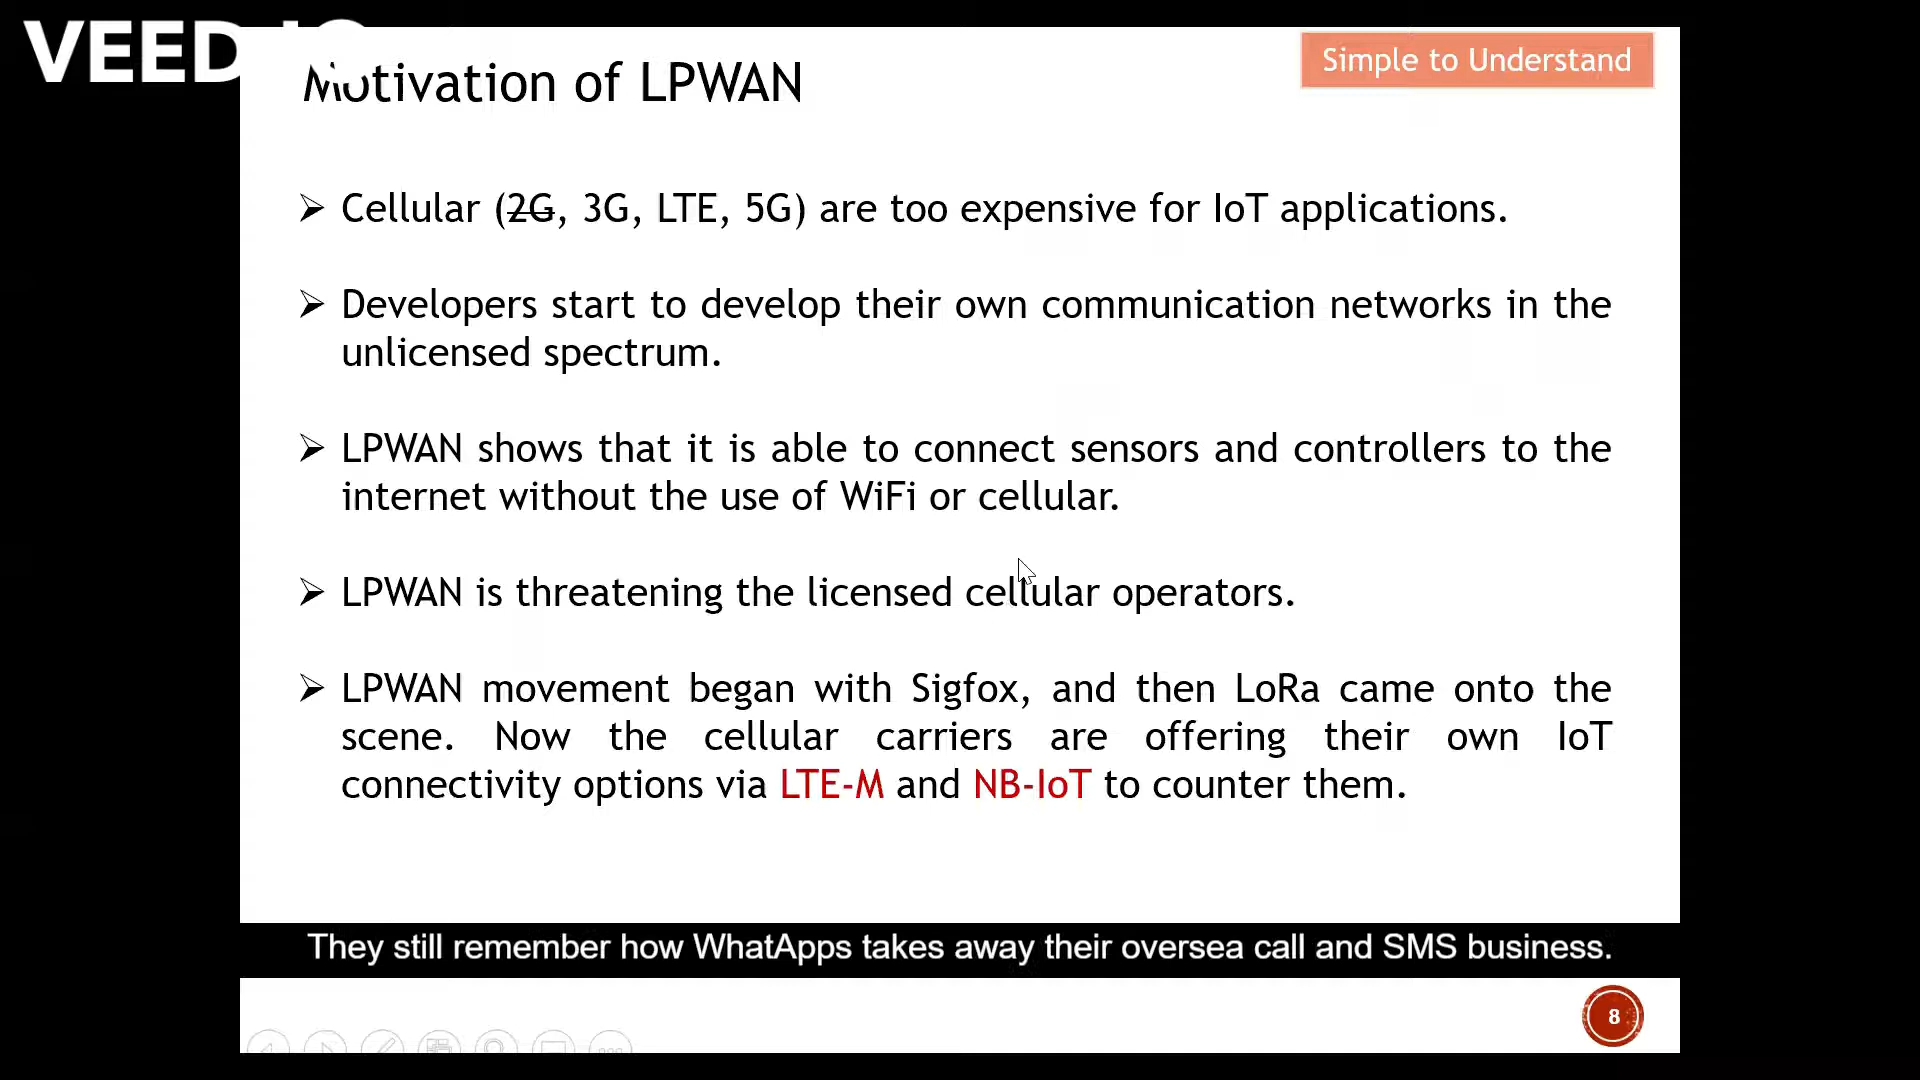 VEED
Motivation of LPWAN
Simple to Understand
➢ Cellular (2G, 3G, LTE, 5G) are too expensive for IoT applications.
➢ Developers start to develop their own communication networks in the
unlicensed spectrum.
➢ LPWAN shows that it is able to connect sensors and controllers to the
internet without the use of WiFi or cellular.
➢ LPWAN is threatening the licensed cellular operators.
➢ LPWAN movement began with Sigfox, and then LoRa came onto the
scene. Now the cellular carriers are offering their own IoT
connectivity options via LTE-M and NB-IoT to counter them.
They still remember how WhatApps takes away their oversea call and SMS business.
8